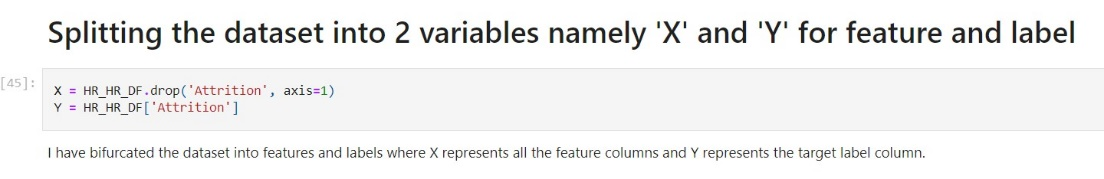 Splitting the dataset into 2 variables namely 'X' and 'Y' for feature and label
[45]:
X = HR_HR_DF.drop('Attrition', axis=1)
Y = HR_HR_DF['Attrition']
I have bifurcated the dataset into features and labels where X represents all the feature columns and Y represents the target label column.